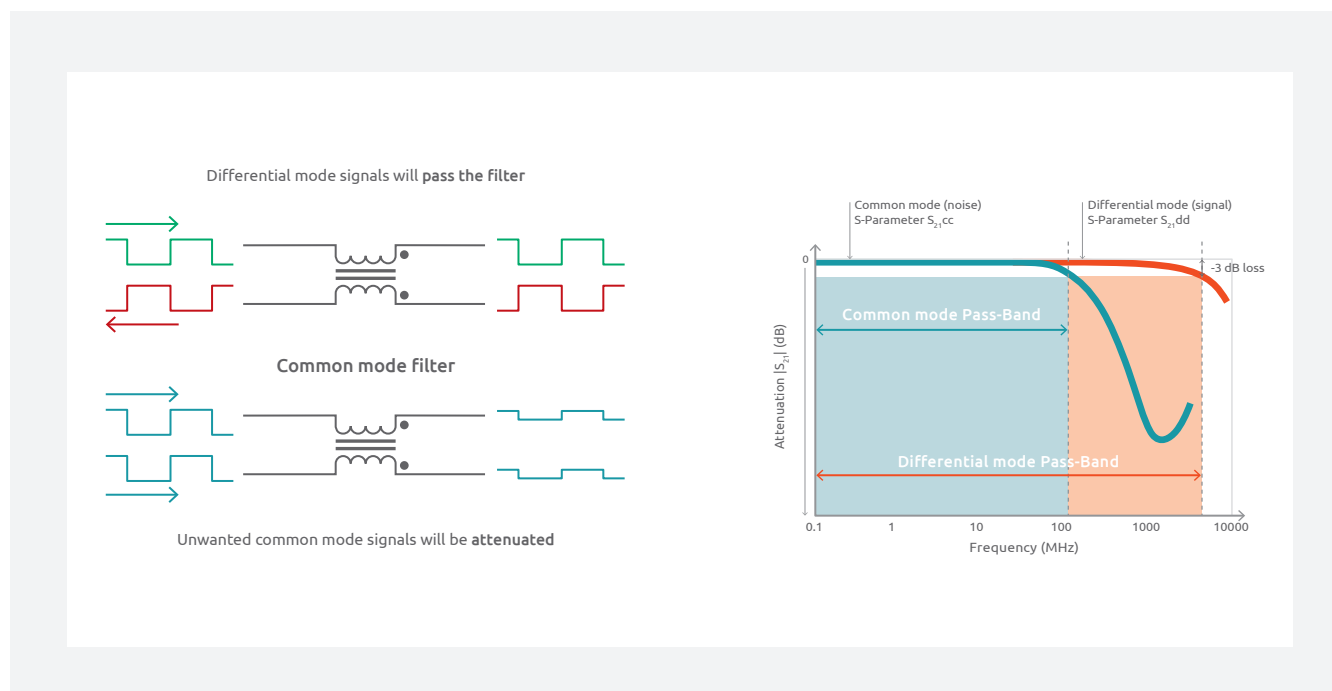 Differential mode signals will pass the filter
Common mode filter
Unwanted common mode signals will be attenuated
Common mode (noise)
S-Parameter S₂₁cc
Differential mode (signal)
S-Parameter S₂₁dd
0
-3 dB loss
Common mode Pass-Band
Attenuation |S₂₁| (dB)
Differential mode Pass-Band
0.1 1 10 100 1000 10000
Frequency (MHz)